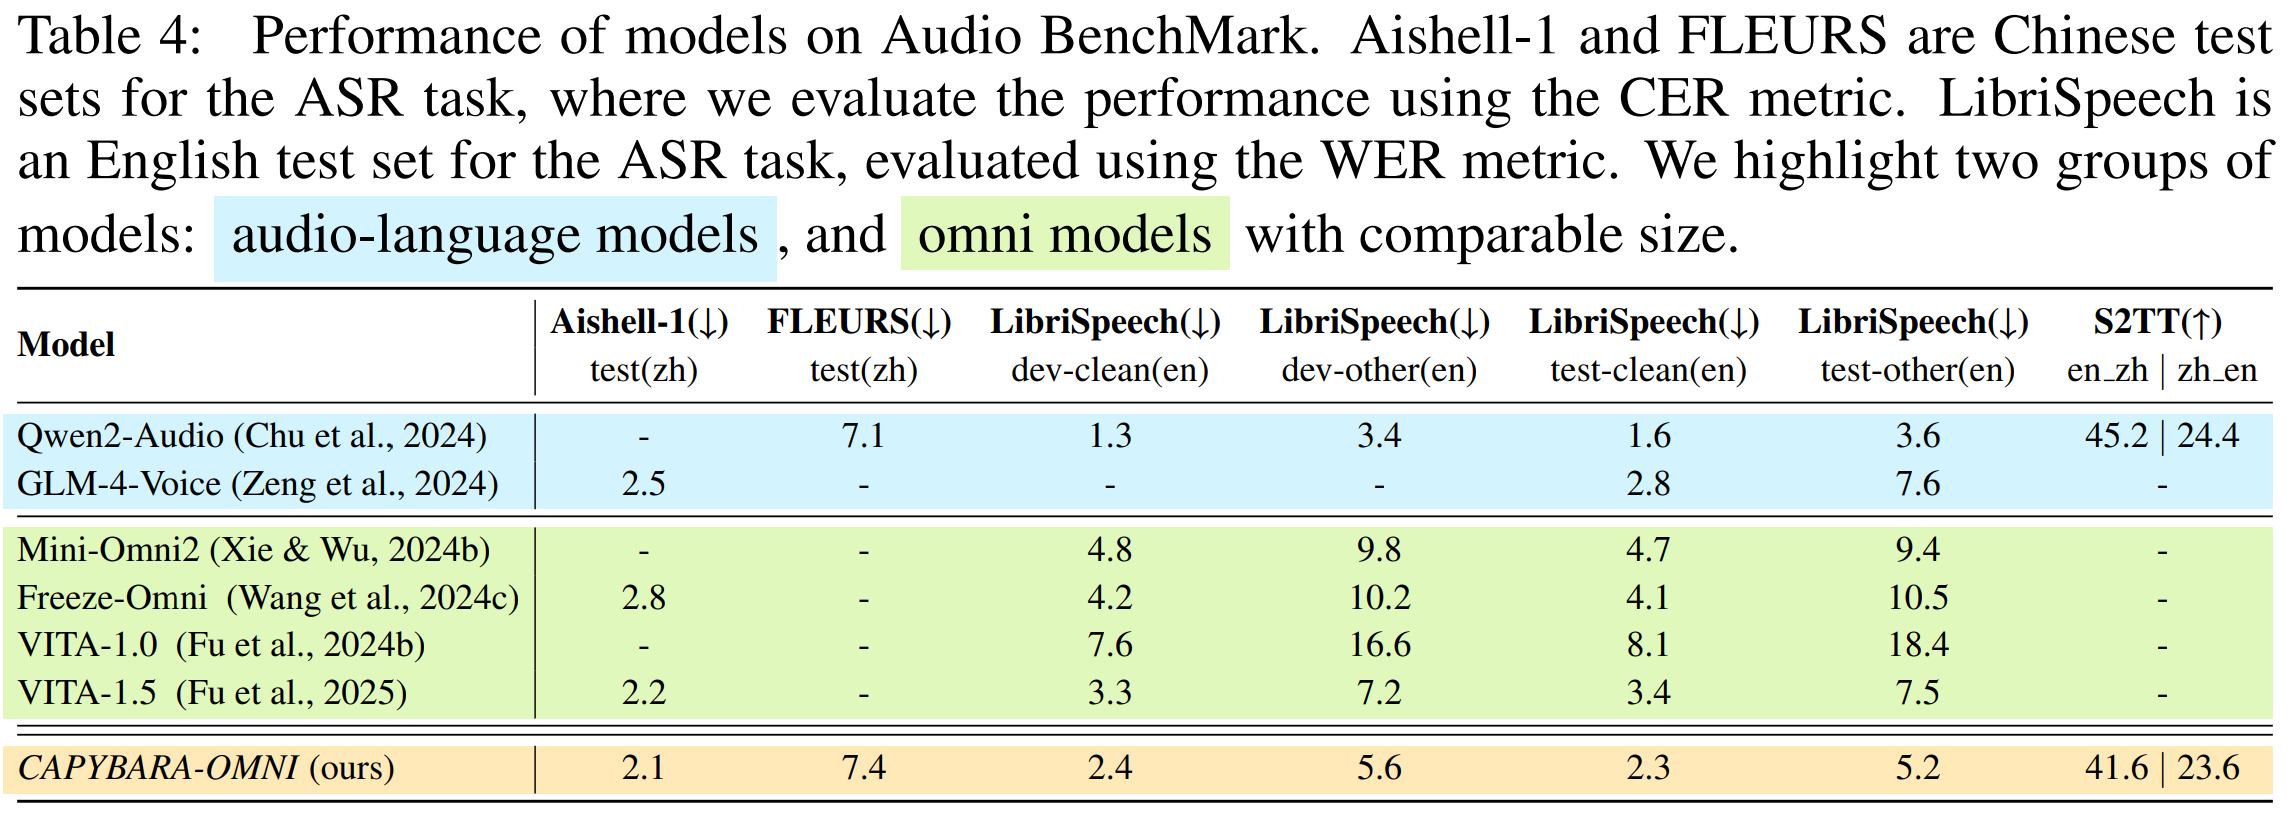 Table 4: Performance of models on Audio BenchMark. Aishell-1 and FLEURS are Chinese test
sets for the ASR task, where we evaluate the performance using the CER metric. LibriSpeech is
an English test set for the ASR task, evaluated using the WER metric. We highlight two groups of
models: audio-language models , and omni models with comparable size.
Model Aishell-1(↓) FLEURS(↓) LibriSpeech(↓) LibriSpeech(↓) LibriSpeech(↓) LibriSpeech(↓) S2TT(↑)
test(zh) test(zh) dev-clean(en) dev-other(en) test-clean(en) test-other(en) en_zh | zh_en
Qwen2-Audio (Chu et al., 2024) - 7.1 1.3 3.4 1.6 3.6 45.2 | 24.4
GLM-4-Voice (Zeng et al., 2024) 2.5 - - - 2.8 7.6 -
Mini-Omni2 (Xie & Wu, 2024b) - - 4.8 9.8 4.7 9.4 -
Freeze-Omni (Wang et al., 2024c) 2.8 - 4.2 10.2 4.1 10.5 -
VITA-1.0 (Fu et al., 2024b) - - 7.6 16.6 8.1 18.4 -
VITA-1.5 (Fu et al., 2025) 2.2 - 3.3 7.2 3.4 7.5 -
CAPYBARA-OMNI (ours) 2.1 7.4 2.4 5.6 2.3 5.2 41.6 | 23.6